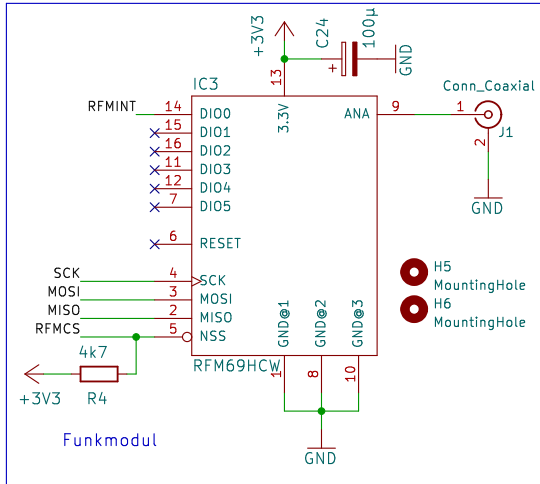 +3V3
C24
100µ
GND
13
IC3
3.3V
RFMINT
14
DIO0
ANA
9
1
Conn_Coaxial
J1
2
GND
15
DIO1
16
DIO2
11
DIO3
12
DIO4
7
DIO5
6
RESET
SCK
4
SCK
MOSI
3
MOSI
MISO
2
MISO
RFMCS
5
NSS
GND@1
GND@2
GND@3
H5
MountingHole
H6
MountingHole
4k7
RFM69HCW
1
8
10
+3V3
R4
GND
Funkmodul